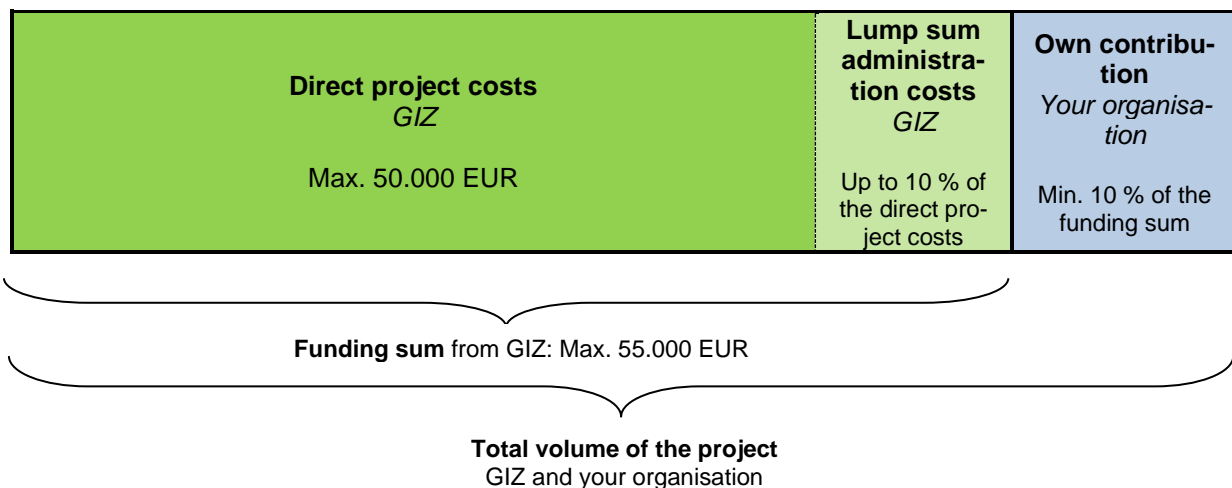 Direct project costs
GIZ
Max. 50.000 EUR
Lump sum
administra-
tion costs
GIZ
Up to 10 % of
the direct pro-
ject costs
Own contribu-
tion
Your organisa-
tion
Min. 10 % of the
funding sum
Funding sum from GIZ: Max. 55.000 EUR
Total volume of the project
GIZ and your organisation